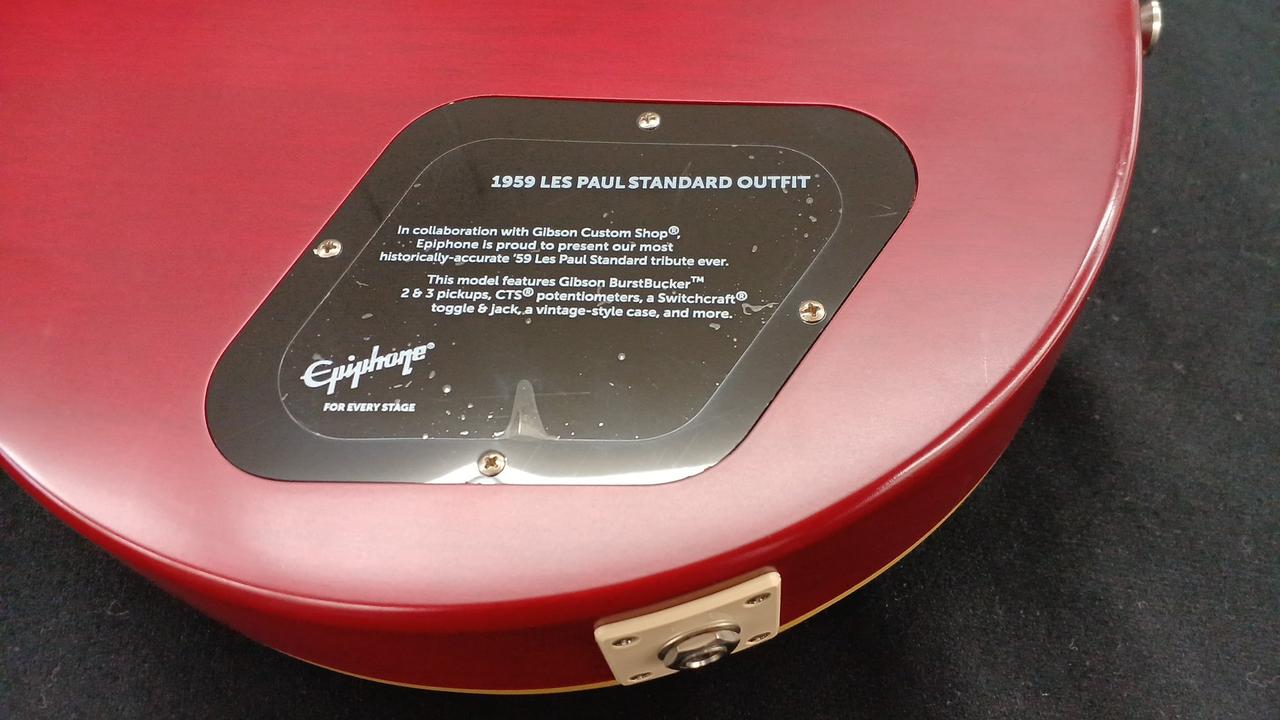 1959 LES PAUL STANDARD OUTFIT
In collaboration with Gibson Custom Shop®,
Epiphone is proud to present our most
historically-accurate '59 Les Paul Standard tribute ever.
This model features Gibson BurstBucker™
2 & 3 pickups, CTS® potentiometers, a Switchcraft®
toggle & jack, a vintage-style case, and more.
Epiphone®
FOR EVERY STAGE